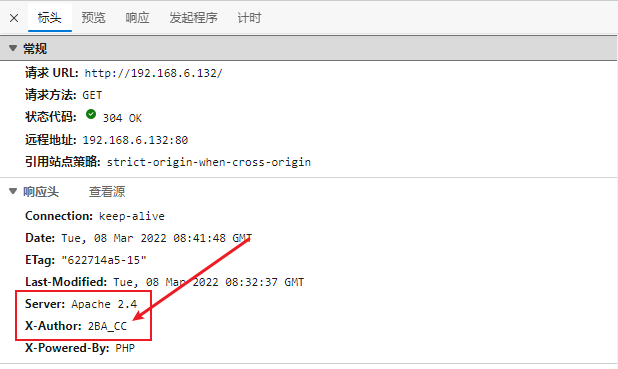 × 标头 预览 响应 发起程序 计时
▼ 常规
请求 URL: http://192.168.6.132/
请求方法: GET
状态代码: 304 OK
远程地址: 192.168.6.132:80
引用站点策略: strict-origin-when-cross-origin
▼ 响应头 查看源
Connection: keep-alive
Date: Tue, 08 Mar 2022 08:41:48 GMT
ETag: "622714a5-15"
Last-Modified: Tue, 08 Mar 2022 08:32:37 GMT
Server: Apache 2.4
X-Author: 2BA_CC
X-Powered-By: PHP